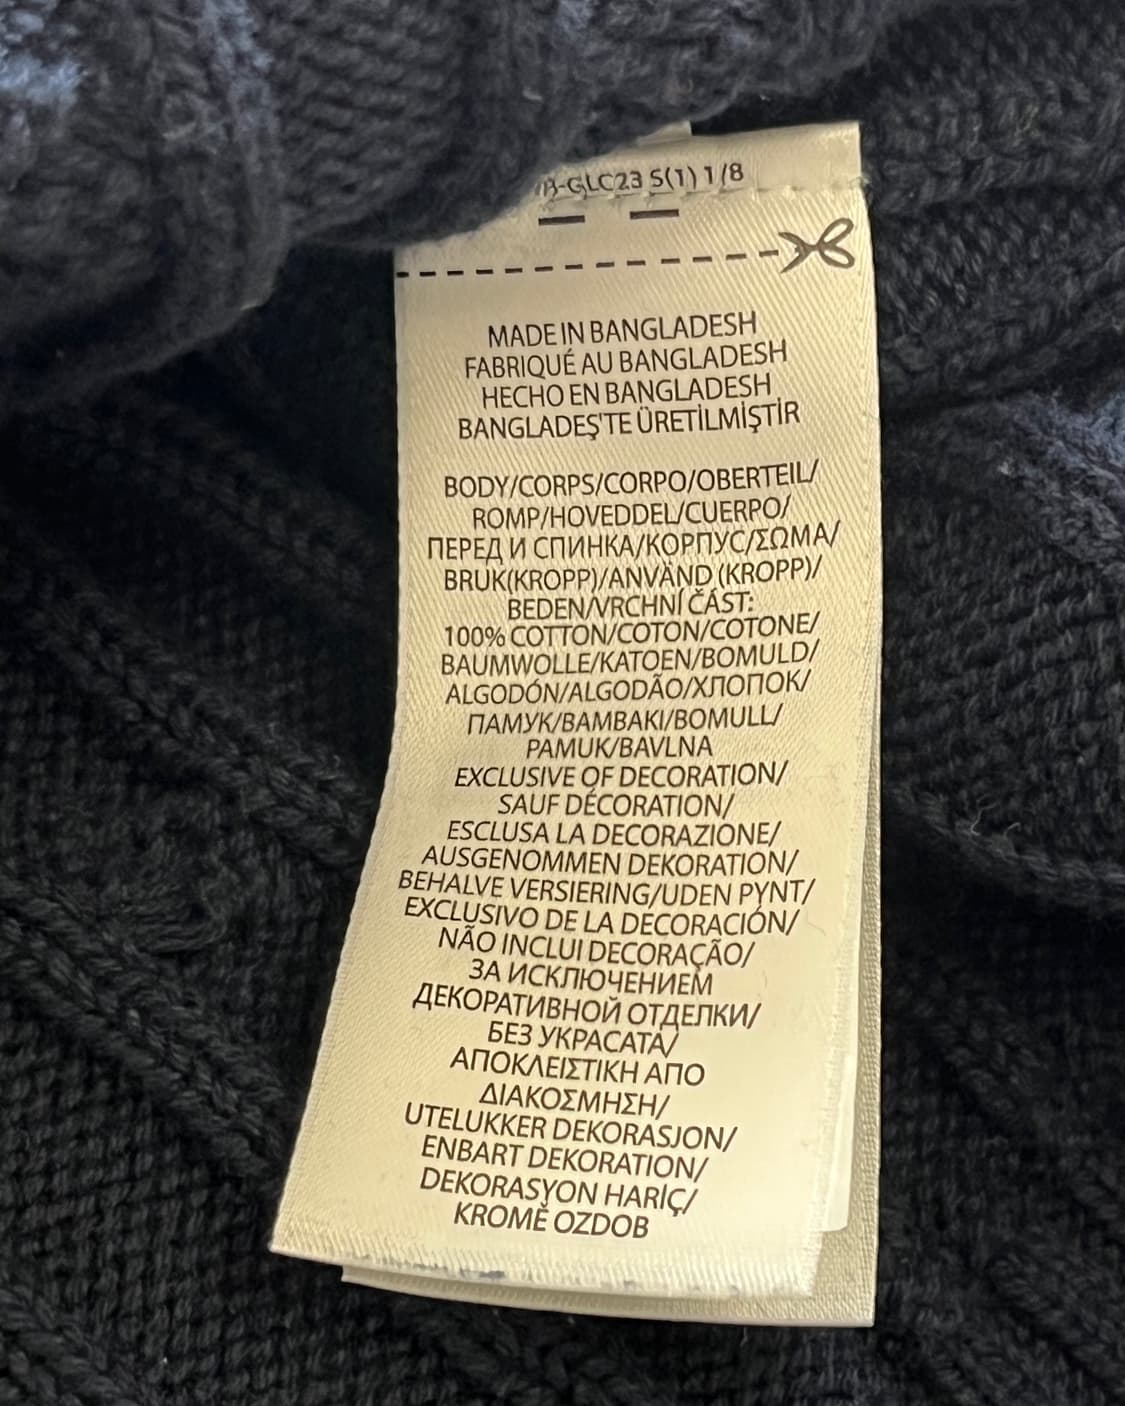 -GLC23 S(1) 1/8
MADE IN BANGLADESH
FABRIQUÉ AU BANGLADESH
HECHO EN BANGLADESH
BANGLADEŞ'TE ÜRETİLMİŞTİR
BODY/CORPS/CORPO/OBERTEIL/
ROMP/HOVEDDEL/CUERPO/
ПЕРЕД И СПИНКА/КОРПУС/ΣΩΜΑ/
BRUK(KROPP)/ANVÄND (KROPP)/
BEDEN/VRCHNÍ ČÁST:
100% COTTON/COTON/COTONE/
BAUMWOLLE/KATOEN/BOMULD/
ALGODÓN/ALGODÃO/ХЛОПОК/
ПАМУК/BAMBAKI/BOMULL/
PAMUK/BAVLNA
EXCLUSIVE OF DECORATION/
SAUF DÉCORATION/
ESCLUSA LA DECORAZIONE/
AUSGENOMMEN DEKORATION/
BEHALVE VERSIERING/UDEN PYNT/
EXCLUSIVO DE LA DECORACIÓN/
NÃO INCLUI DECORAÇÃO/
ЗА ИСКЛЮЧЕНИЕМ
ДЕКОРАТИВНОЙ ОТДЕЛКИ/
БЕЗ УКРАСАТА/
ΑΠΟΚΛΕΙΣΤΙΚΗ ΑΠΟ
ΔΙΑΚΟΣΜΗΣΗ/
UTELUKKER DEKORASJON/
ENBART DEKORATION/
DEKORASYON HARİÇ/
KROMĚ OZDOB